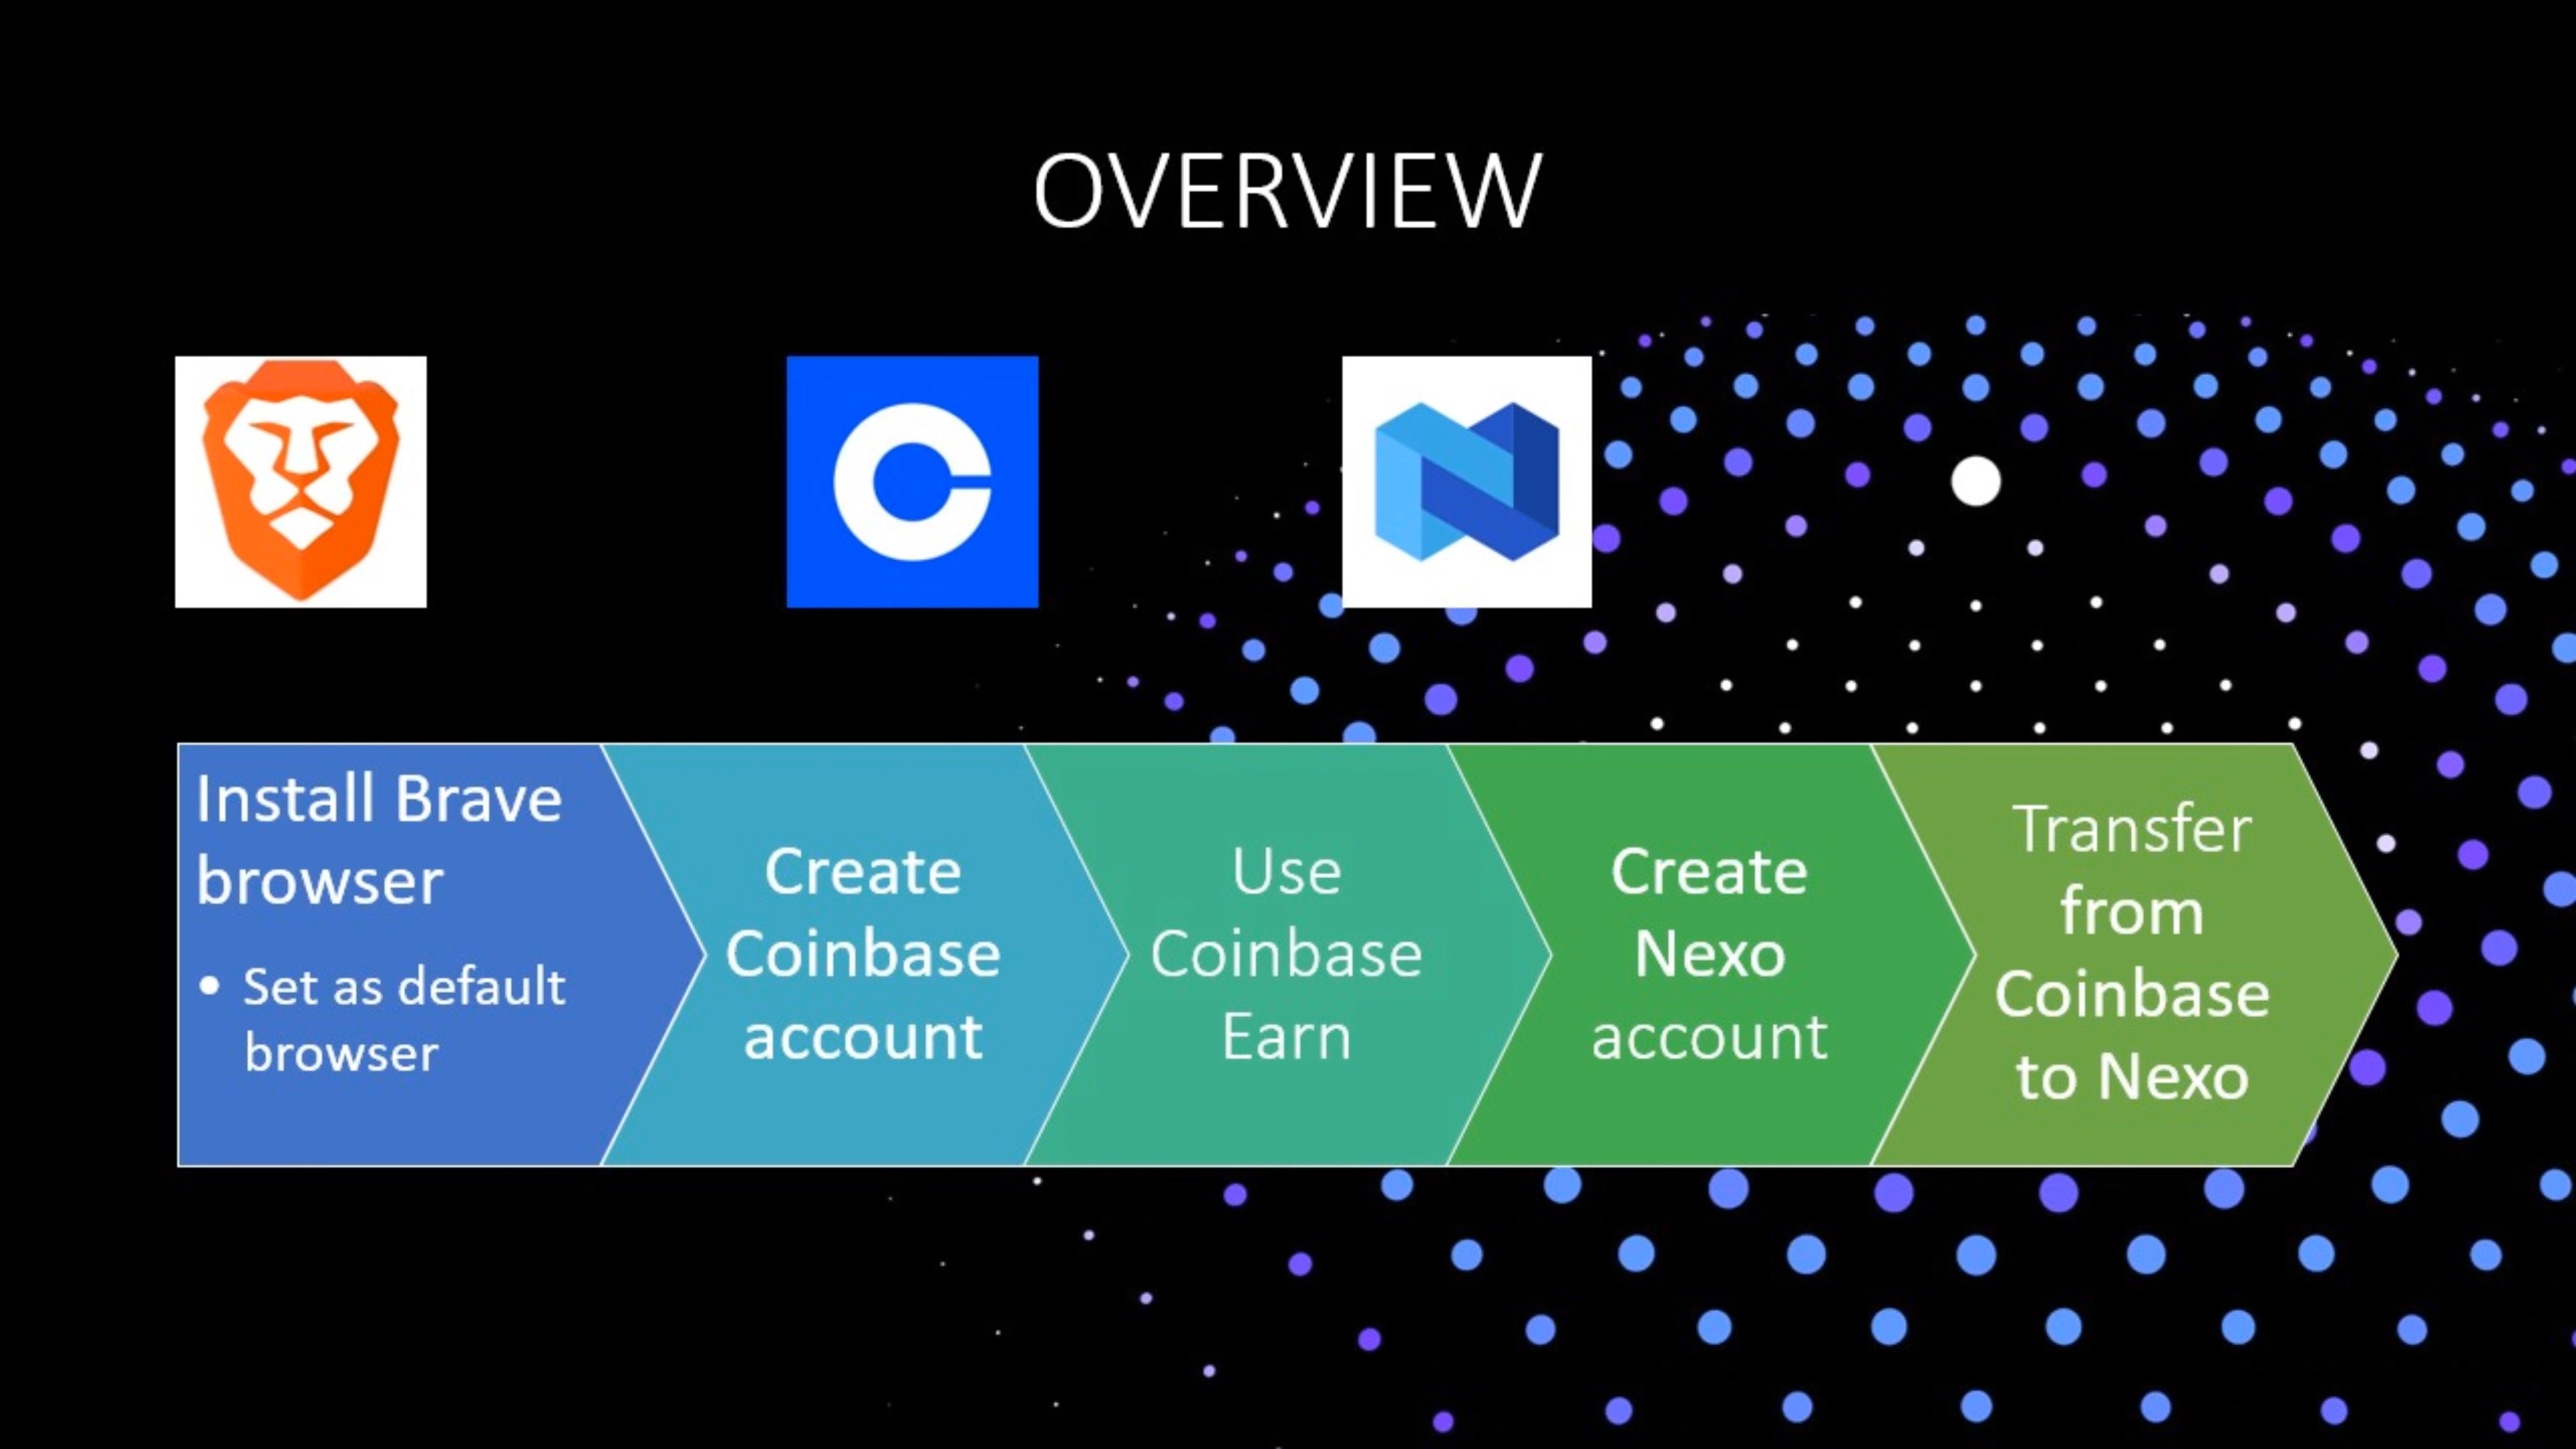 OVERVIEW
Install Brave
browser
• Set as default
browser
Create
Coinbase
account
Use
Coinbase
Earn
Create
Nexo
account
Transfer
from
Coinbase
to Nexo